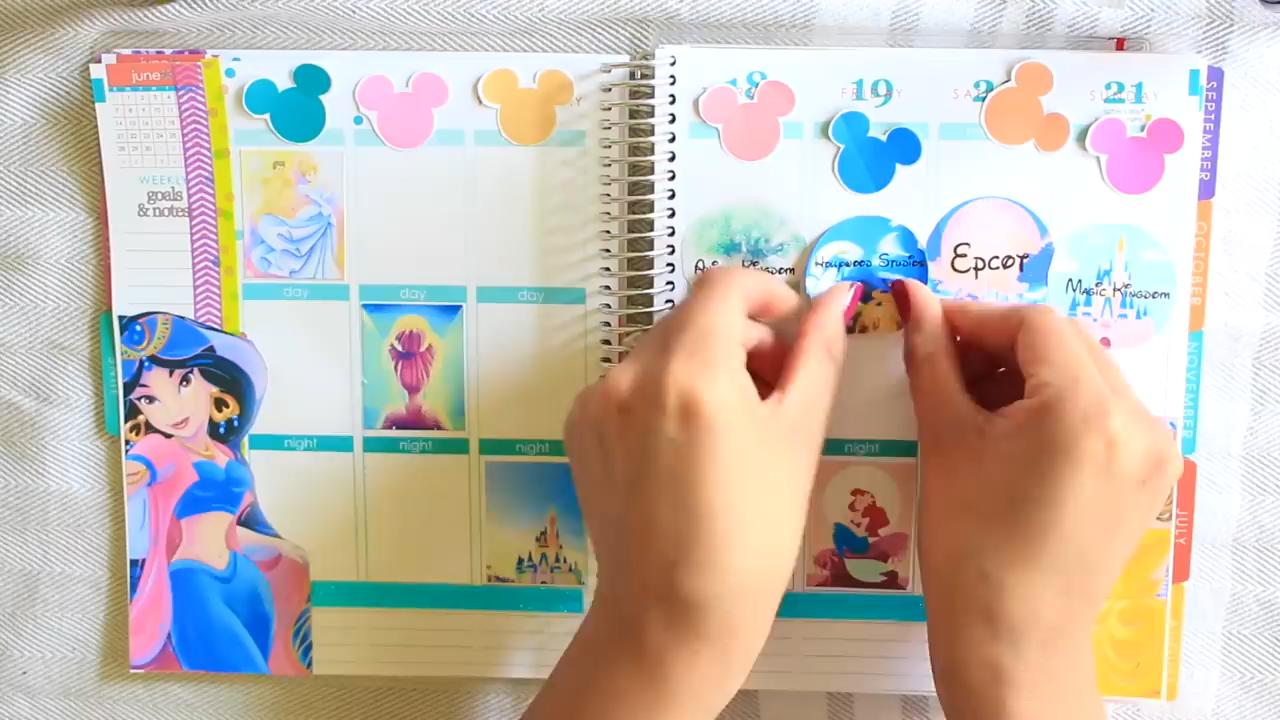 june
june
WEEKLY
goals
& notes
18
FRIDAY
19
21
SUNDAY
Hollywood Studios
Epcot
Magic Kingdom
day
day
day
night
night
night
night
SEPTEMBER
OCTOBER
NOVEMBER
JULY